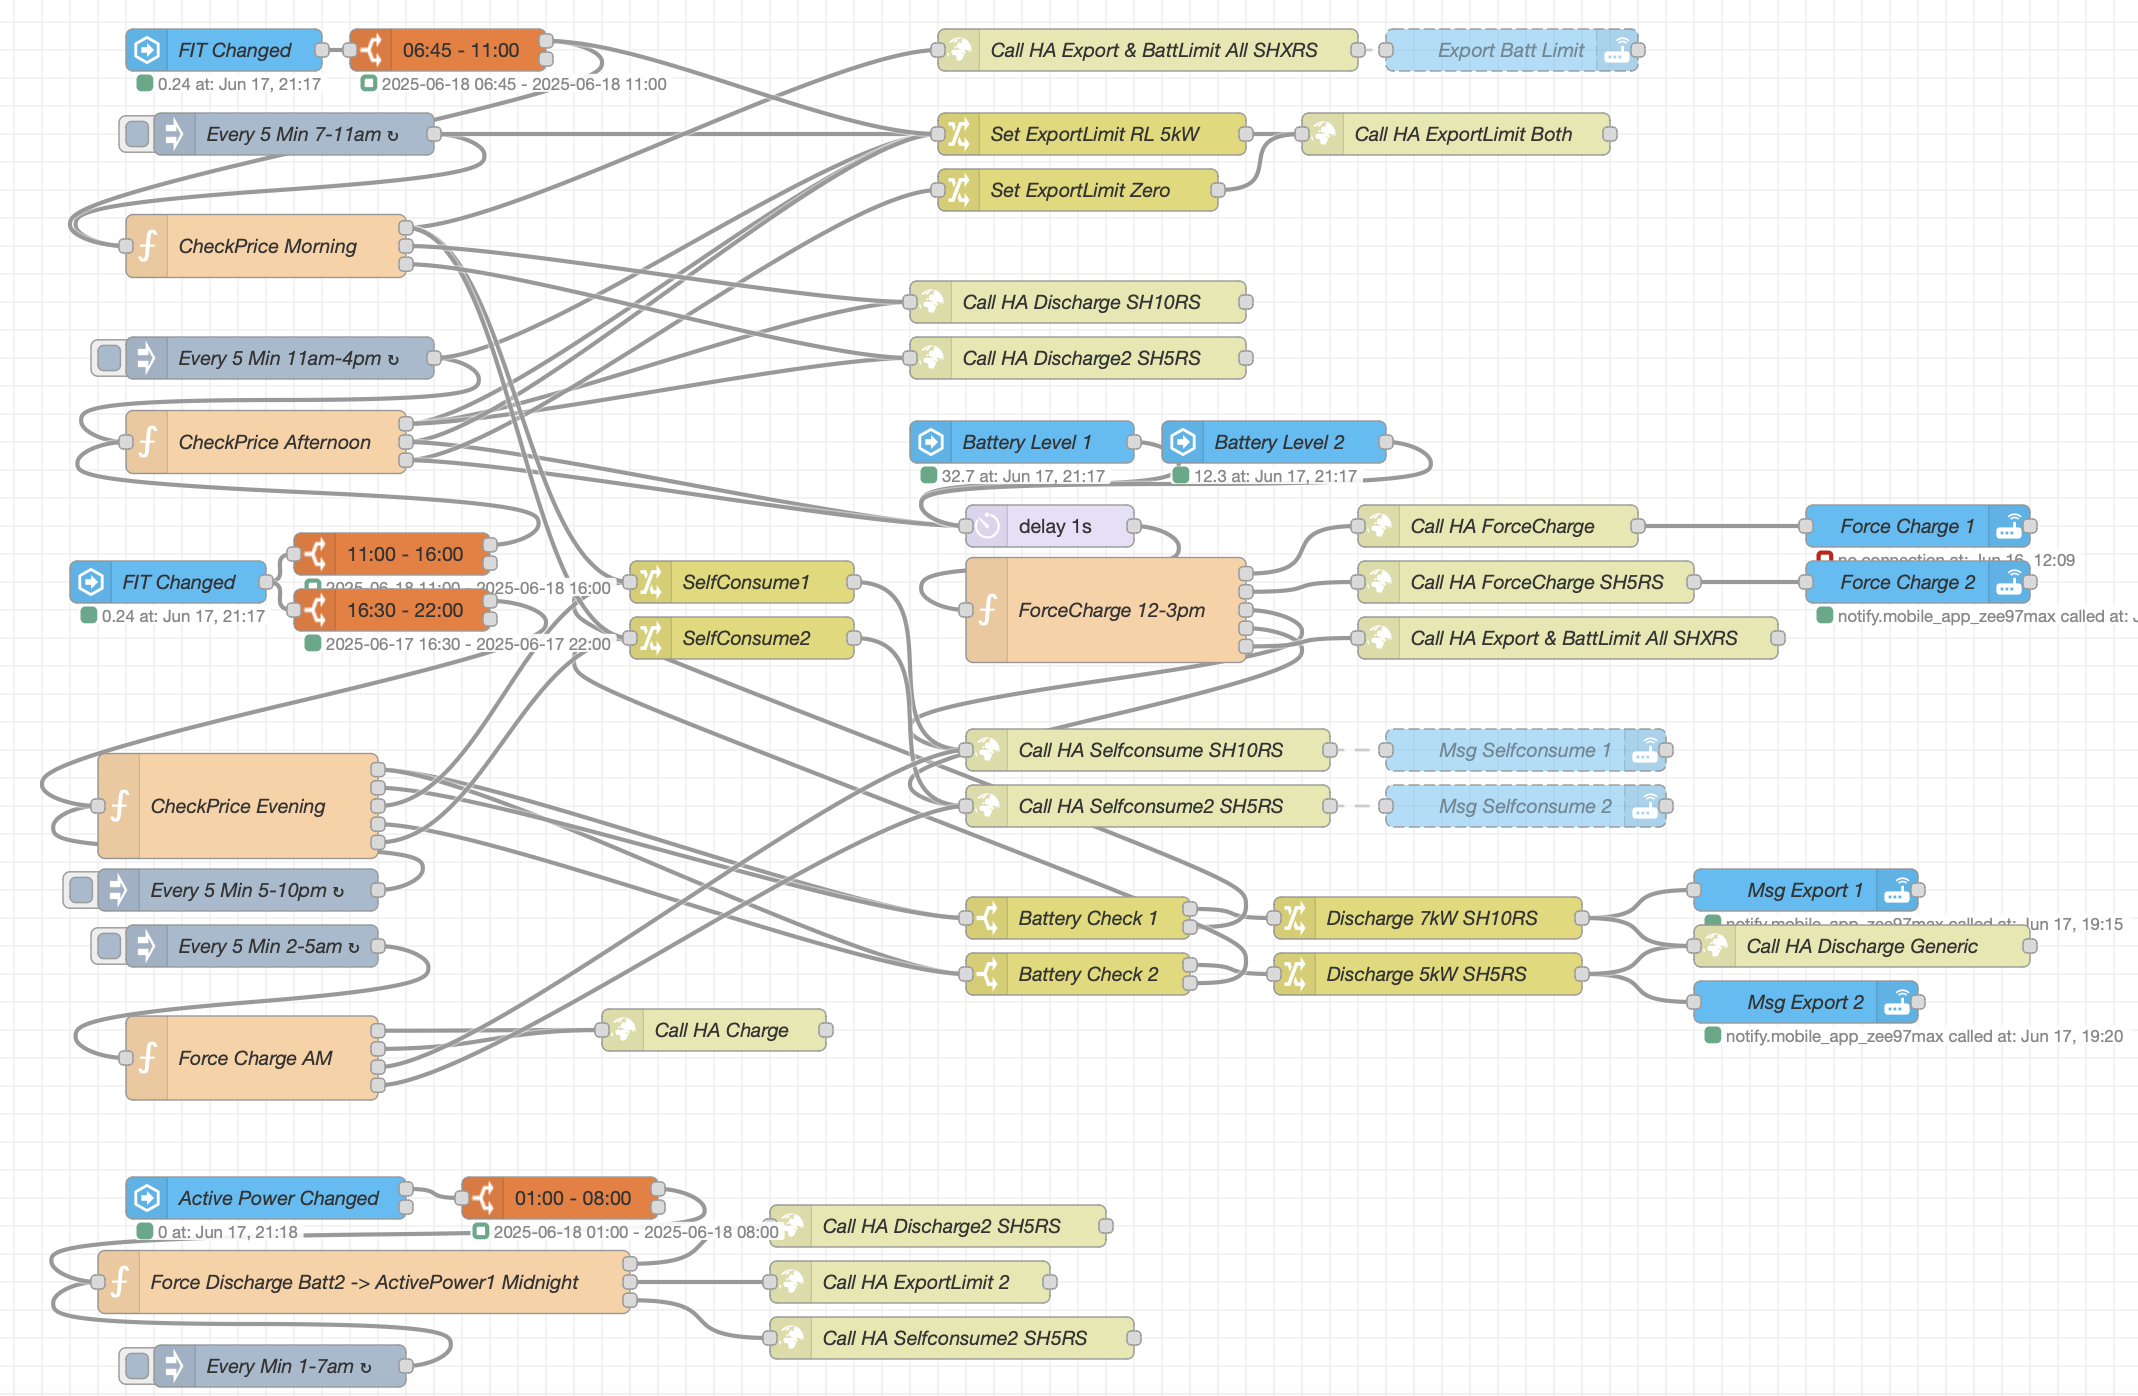 FIT Changed
06:45 - 11:00
Call HA Export & BattLimit All SHXRS
Export Batt Limit
0.24 at: Jun 17, 21:17
2025-06-18 06:45 - 2025-06-18 11:00
Every 5 Min 7-11am ↻
Set ExportLimit RL 5kW
Call HA ExportLimit Both
Set ExportLimit Zero
CheckPrice Morning
Call HA Discharge SH10RS
Every 5 Min 11am-4pm ↻
Call HA Discharge2 SH5RS
CheckPrice Afternoon
Battery Level 1
Battery Level 2
32.7 at: Jun 17, 21:17
12.3 at: Jun 17, 21:17
delay 1s
Call HA ForceCharge
Force Charge 1
no connection at: Jun 16, 12:09
11:00 - 16:00
FIT Changed
2025-06-18 11:00 - 2025-06-18 16:00
SelfConsume1
Call HA ForceCharge SH5RS
Force Charge 2
0.24 at: Jun 17, 21:17
16:30 - 22:00
ForceCharge 12-3pm
notify.mobile_app_zee97max called at:
2025-06-17 16:30 - 2025-06-17 22:00
SelfConsume2
Call HA Export & BattLimit All SHXRS
Call HA Selfconsume SH10RS
Msg Selfconsume 1
CheckPrice Evening
Call HA Selfconsume2 SH5RS
Msg Selfconsume 2
Every 5 Min 5-10pm ↻
Msg Export 1
notify.mobile_app_zee97max called at: Jun 17, 19:15
Battery Check 1
Discharge 7kW SH10RS
Every 5 Min 2-5am ↻
Call HA Discharge Generic
Battery Check 2
Discharge 5kW SH5RS
Msg Export 2
notify.mobile_app_zee97max called at: Jun 17, 19:20
Call HA Charge
Force Charge AM
Active Power Changed
01:00 - 08:00
0 at: Jun 17, 21:18
2025-06-18 01:00 - 2025-06-18 08:00
Call HA Discharge2 SH5RS
Force Discharge Batt2 -> ActivePower1 Midnight
Call HA ExportLimit 2
Call HA Selfconsume2 SH5RS
Every Min 1-7am ↻